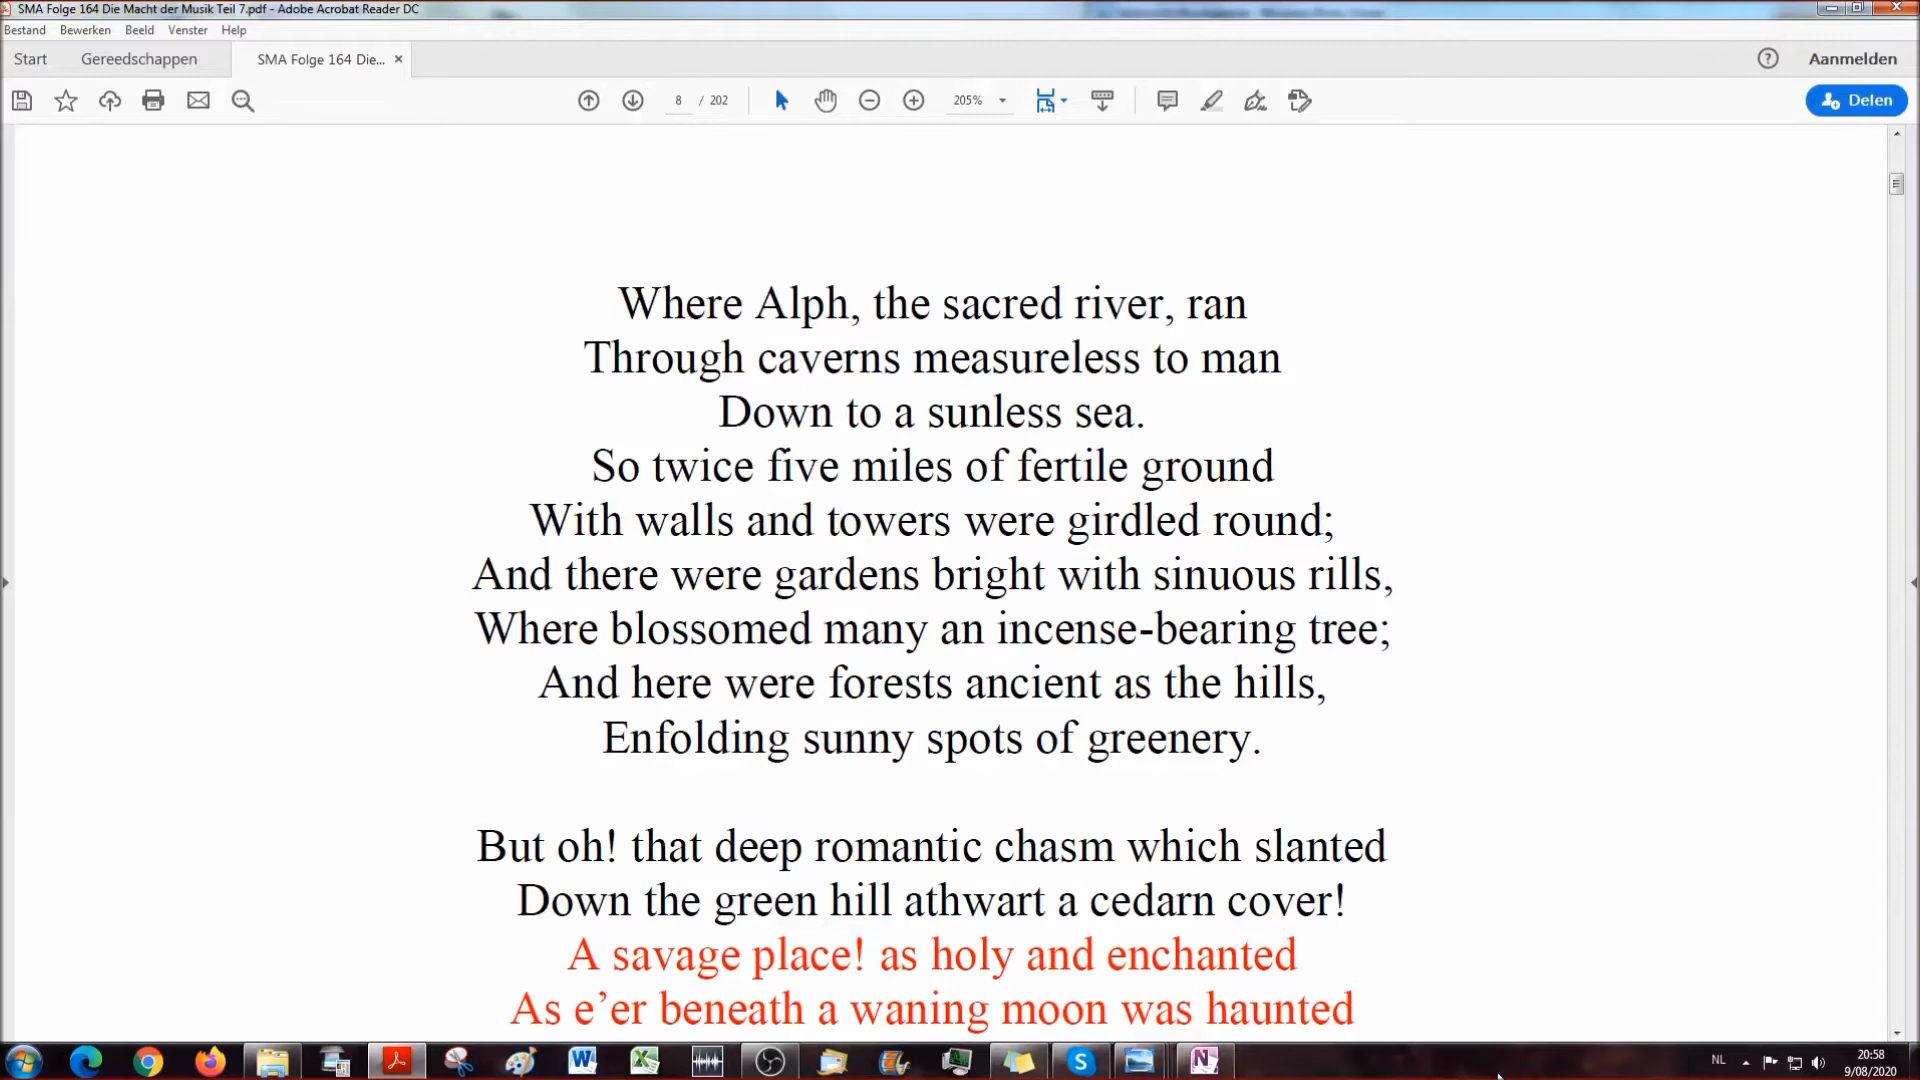 SMA Folge 164 Die Macht der Musik Teil 7.pdf - Adobe Acrobat Reader DC
Bestand Bewerken Beeld Venster Help
Start Gereedschappen SMA Folge 164 Die... × Aanmelden
8 / 202 205% Delen
Where Alph, the sacred river, ran
Through caverns measureless to man
Down to a sunless sea.
So twice five miles of fertile ground
With walls and towers were girdled round;
And there were gardens bright with sinuous rills,
Where blossomed many an incense-bearing tree;
And here were forests ancient as the hills,
Enfolding sunny spots of greenery.
But oh! that deep romantic chasm which slanted
Down the green hill athwart a cedarn cover!
A savage place! as holy and enchanted
As e’er beneath a waning moon was haunted
NL 20:58
9/08/2020